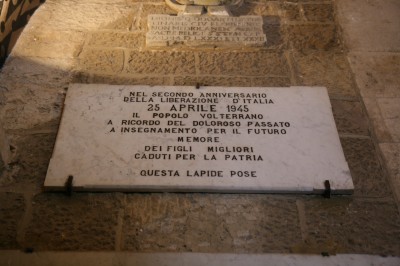 NEL SECONDO ANNIVERSARIO
DELLA LIBERAZIONE D'ITALIA
25 APRILE 1945
IL POPOLO VOLTERRANO
A RICORDO DEL DOLOROSO PASSATO
A INSEGNAMENTO PER IL FUTURO
MEMORE
DEI FIGLI MIGLIORI
CADUTI PER LA PATRIA
QUESTA LAPIDE POSE